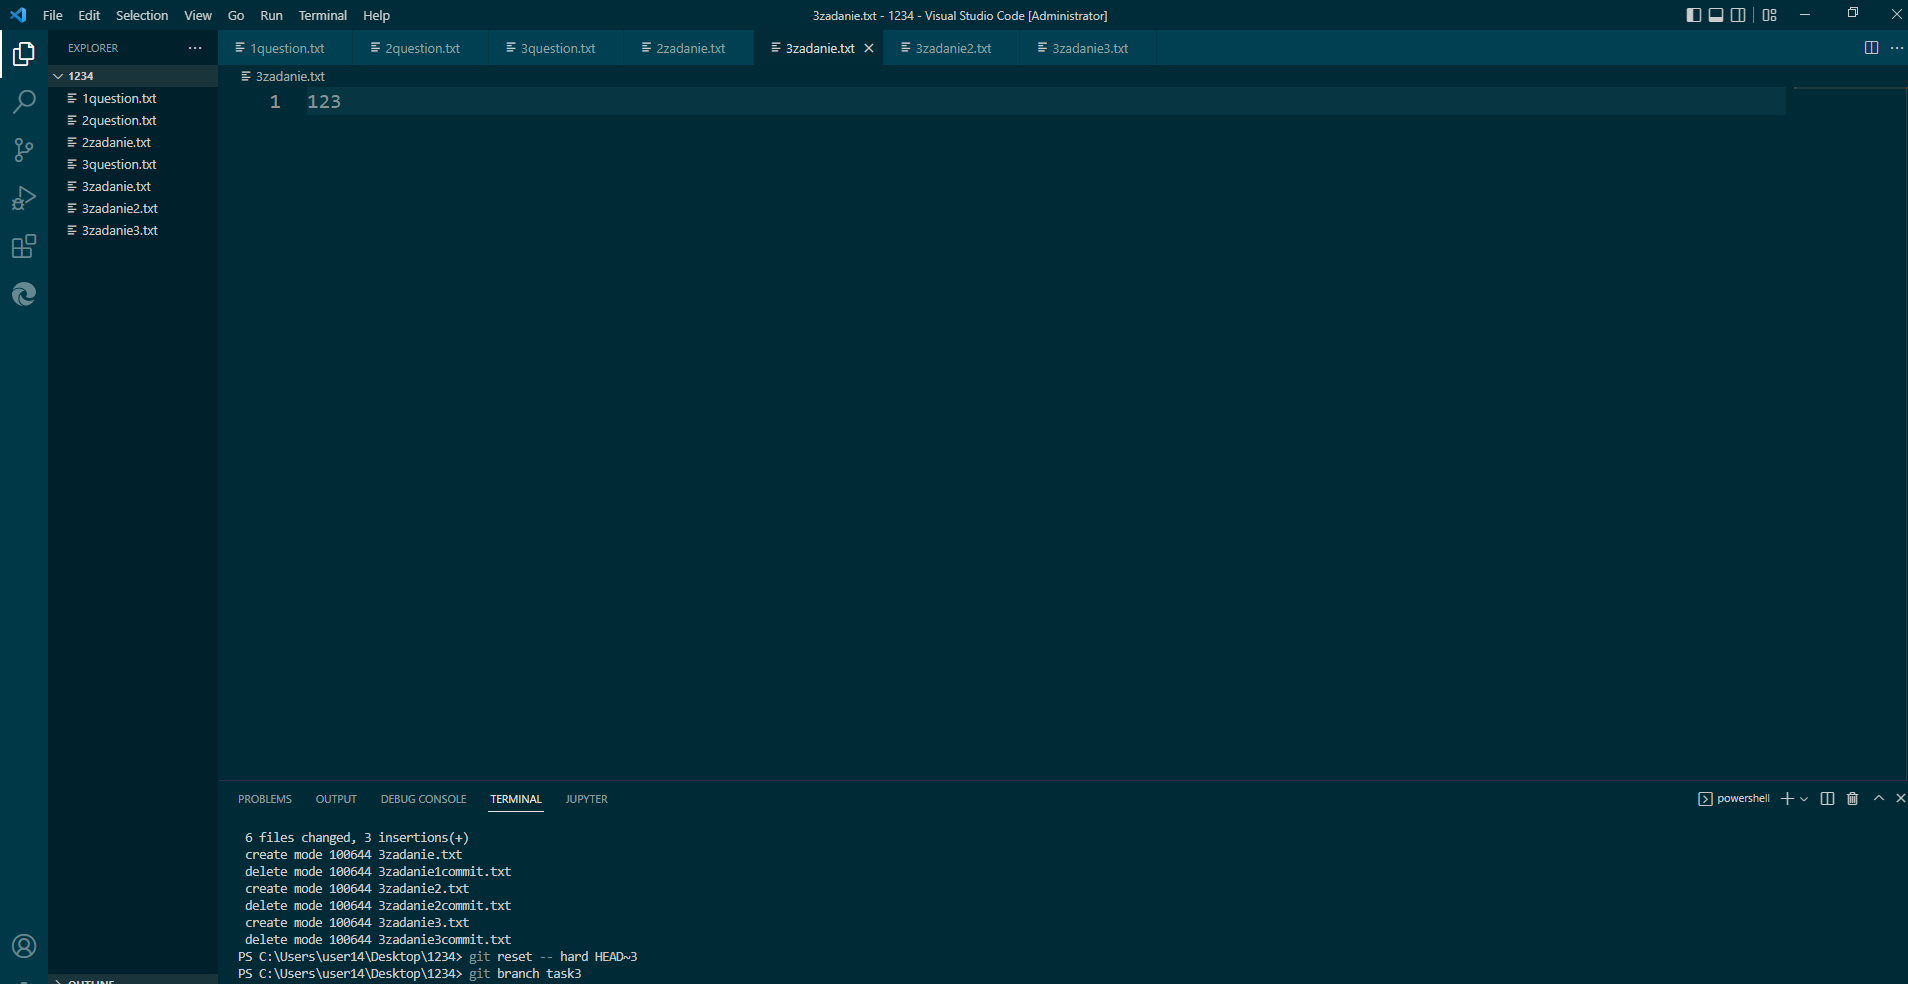 File Edit Selection View Go Run Terminal Help
3zadanie.txt - 1234 - Visual Studio Code [Administrator]
EXPLORER
1question.txt 2question.txt 3question.txt 2zadanie.txt 3zadanie.txt 3zadanie2.txt 3zadanie3.txt
1234
1question.txt
2question.txt
2zadanie.txt
3question.txt
3zadanie.txt
3zadanie2.txt
3zadanie3.txt
OUTLINE
3zadanie.txt
1 123
PROBLEMS OUTPUT DEBUG CONSOLE TERMINAL JUPYTER
powershell
6 files changed, 3 insertions(+)
create mode 100644 3zadanie.txt
delete mode 100644 3zadanie1commit.txt
create mode 100644 3zadanie2.txt
delete mode 100644 3zadanie2commit.txt
create mode 100644 3zadanie3.txt
delete mode 100644 3zadanie3commit.txt
PS C:\Users\user14\Desktop\1234> git reset -- hard HEAD~3
PS C:\Users\user14\Desktop\1234> git branch task3